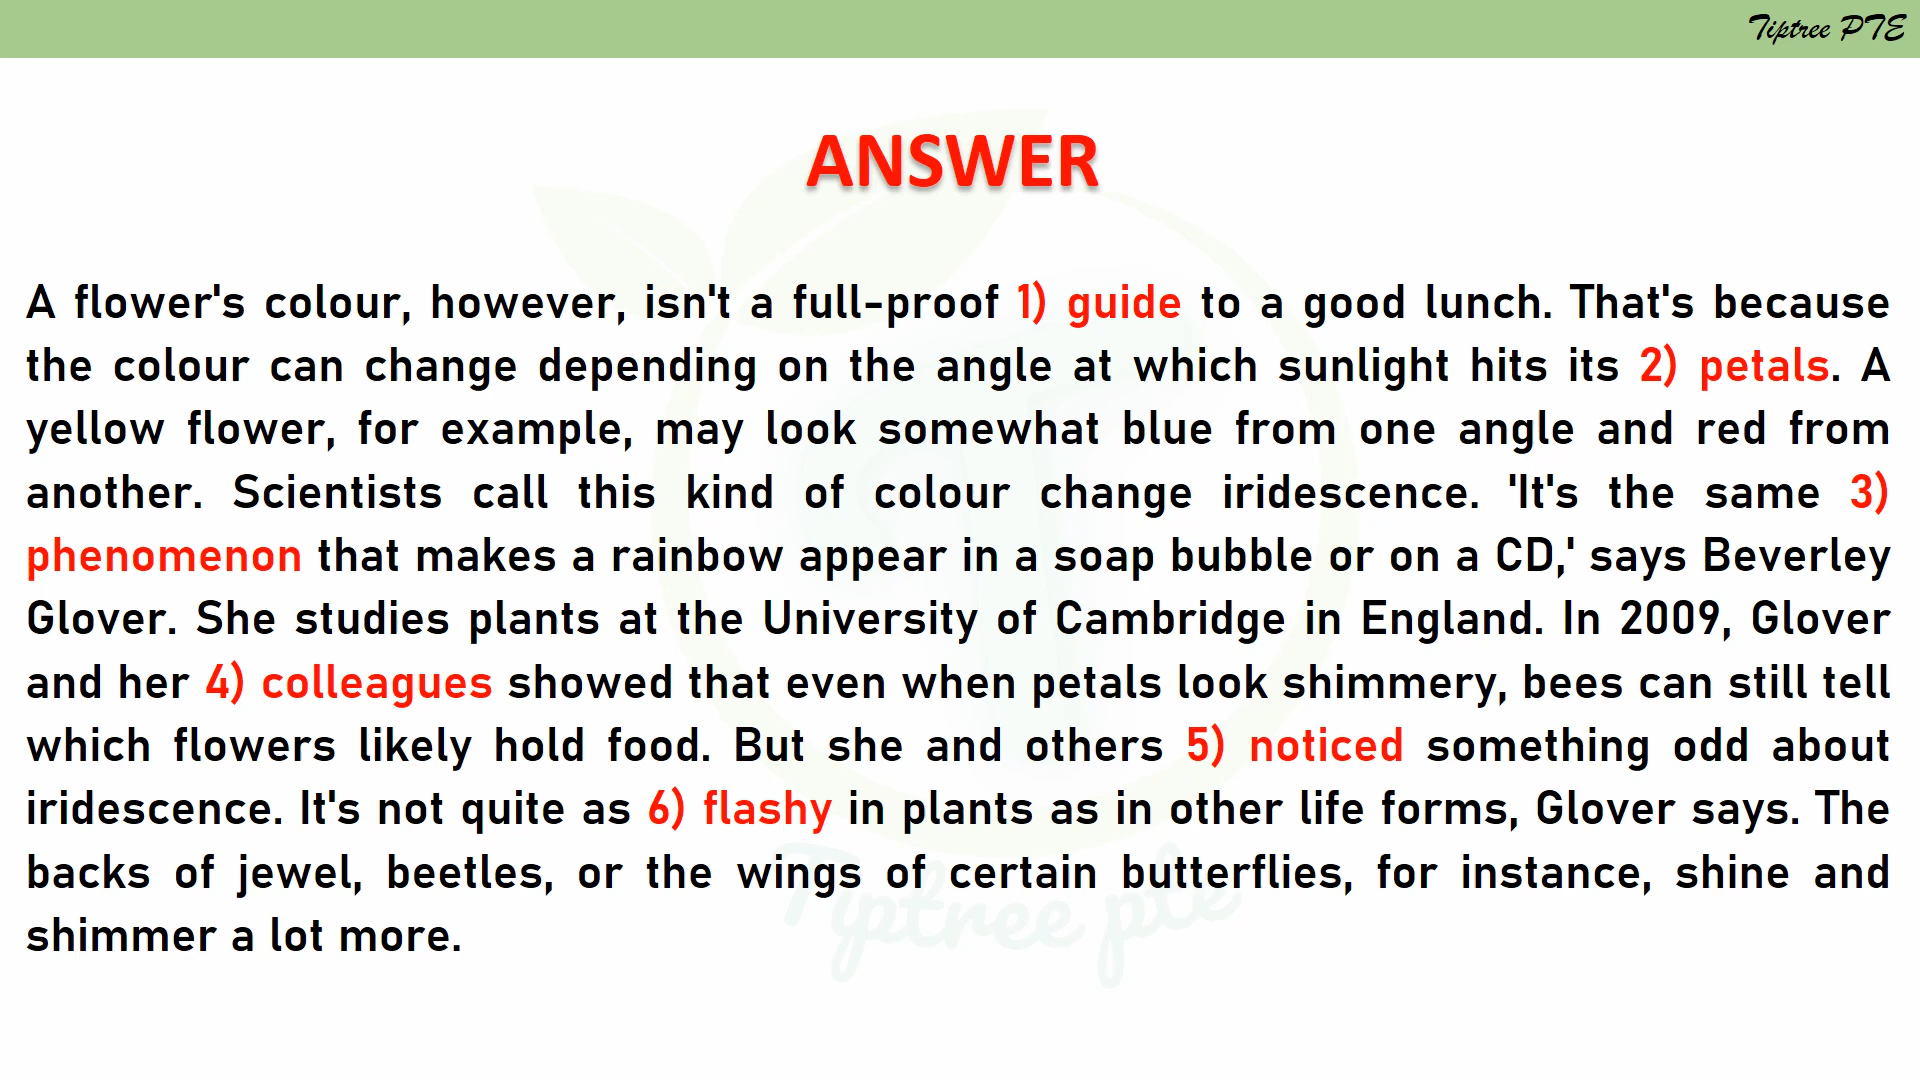 Tiptree PTE
ANSWER
A flower's colour, however, isn't a full-proof 1) guide to a good lunch. That's because
the colour can change depending on the angle at which sunlight hits its 2) petals. A
yellow flower, for example, may look somewhat blue from one angle and red from
another. Scientists call this kind of colour change iridescence. 'It's the same 3)
phenomenon that makes a rainbow appear in a soap bubble or on a CD,' says Beverley
Glover. She studies plants at the University of Cambridge in England. In 2009, Glover
and her 4) colleagues showed that even when petals look shimmery, bees can still tell
which flowers likely hold food. But she and others 5) noticed something odd about
iridescence. It's not quite as 6) flashy in plants as in other life forms, Glover says. The
backs of jewel, beetles, or the wings of certain butterflies, for instance, shine and
shimmer a lot more.
Tiptree pte